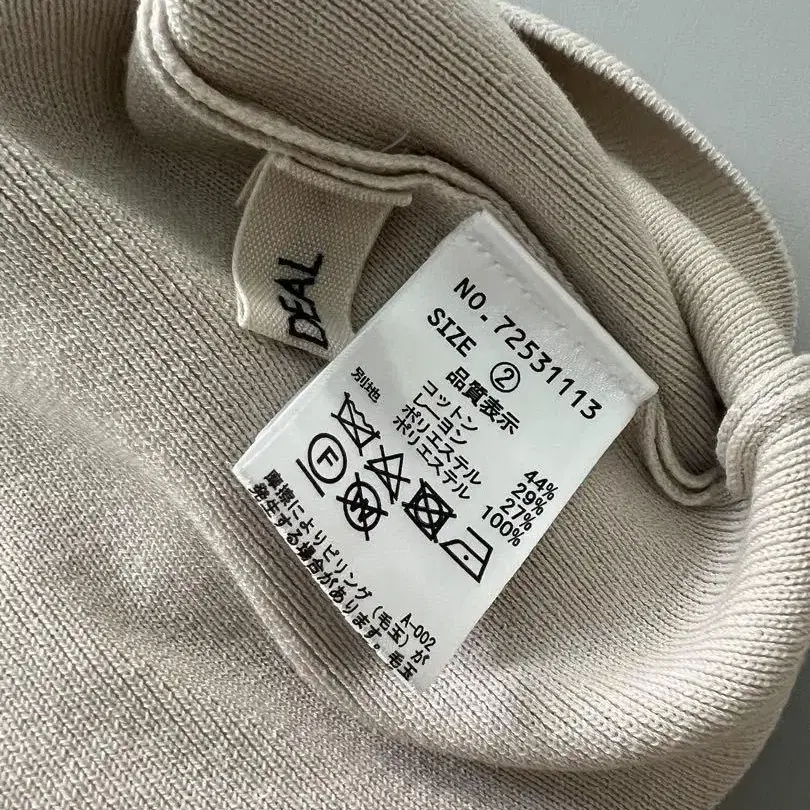 DEAL
NO.72531113
SIZE ②
品質表示
コットン 44%
レーヨン 29%
ポリエステル 27%
別地 ポリエステル 100%
F W
A-002
環境によりピリング(毛玉)が
発生する場合があります。毛玉